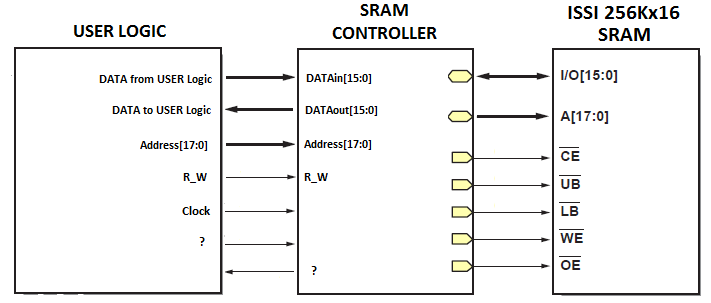 USER LOGIC
SRAM
CONTROLLER
ISSI 256Kx16
SRAM
DATA from USER Logic
DATAin[15:0]
I/O[15:0]
DATA to USER Logic
DATAout[15:0]
A[17:0]
Address[17:0]
Address[17:0]
CE
R_W
R_W
UB
Clock
LB
?
WE
?
OE